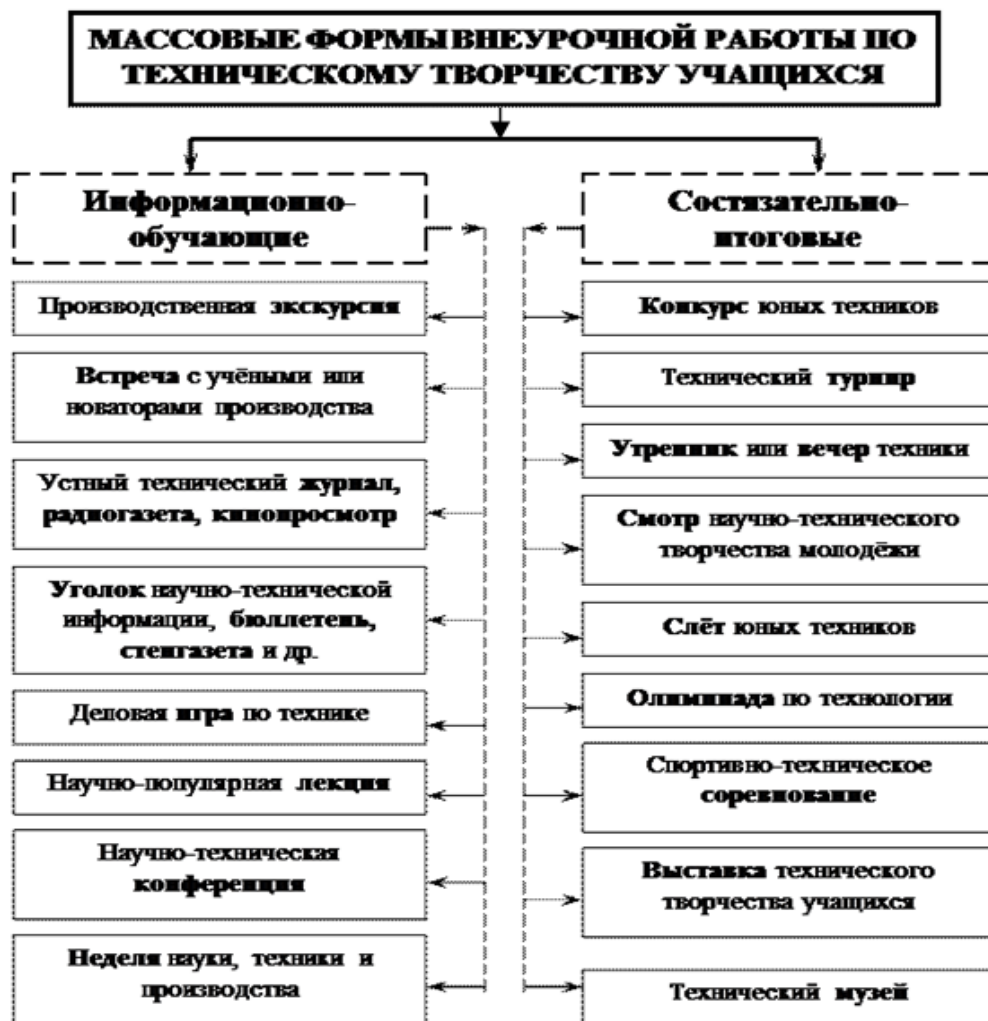 МАССОВЫЕ ФОРМЫ ВНЕУРОЧНОЙ РАБОТЫ ПО
ТЕХНИЧЕСКОМУ ТВОРЧЕСТВУ УЧАЩИХСЯ
Информационно-
обучающие
Производственная экскурсия
Встреча с учёными или
новаторами производства
Устный технический журнал,
радиогазета, кинопросмотр
Уголок научно-технической
информации, бюллетень,
стенгазета и др.
Деловая игра по технике
Научно-популярная лекция
Научно-техническая
конференция
Неделя науки, техники и
производства
Состязательно-
итоговые
Конкурс юных техников
Технический турнир
Утренник или вечер техники
Смотр научно-технического
творчества молодёжи
Слёт юных техников
Олимпиада по технологии
Спортивно-техническое
соревнование
Выставка технического
творчества учащихся
Технический музей